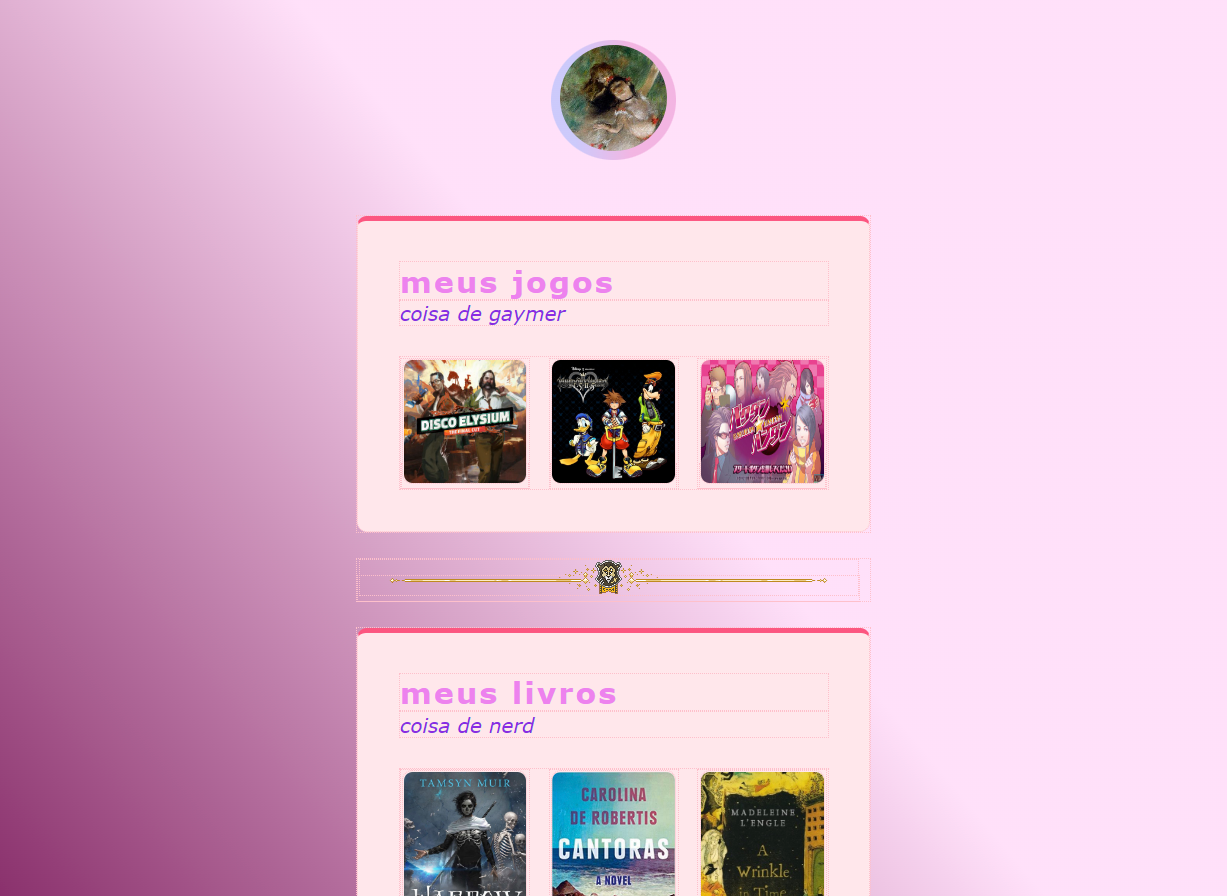 meus jogos
coisa de gaymer
DISCO ELYSIUM
THE FINAL CUT
meus livros
coisa de nerd
TAMSYN MUIR
CAROLINA
DE ROBERTIS
CANTORAS
A NOVEL
MADELEINE
L'ENGLE
A
Wrinkle
in Time